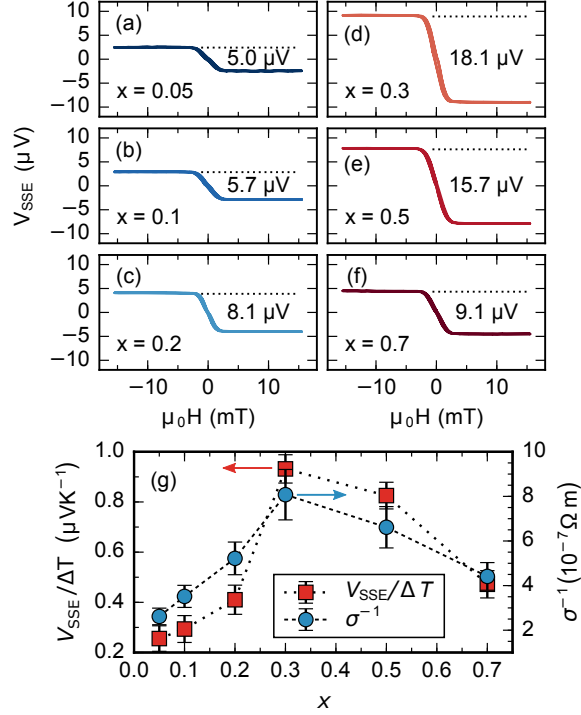 (a)
5.0 μV
x = 0.05
(b)
5.7 μV
x = 0.1
(c)
8.1 μV
x = 0.2
(d)
18.1 μV
x = 0.3
(e)
15.7 μV
x = 0.5
(f)
9.1 μV
x = 0.7
10
5
0
−5
−10
10
5
0
−5
−10
10
5
0
−5
−10
V_SSE (μV)
−10 0 10
−10 0 10
μ₀H (mT)
μ₀H (mT)
(g)
1.0
0.8
0.6
0.4
0.2
V_SSE/ΔT (μVK⁻¹)
10
8
6
4
2
σ⁻¹ (10⁻⁷Ω m)
V_SSE/ΔT
σ⁻¹
0.0 0.1 0.2 0.3 0.4 0.5 0.6 0.7
x